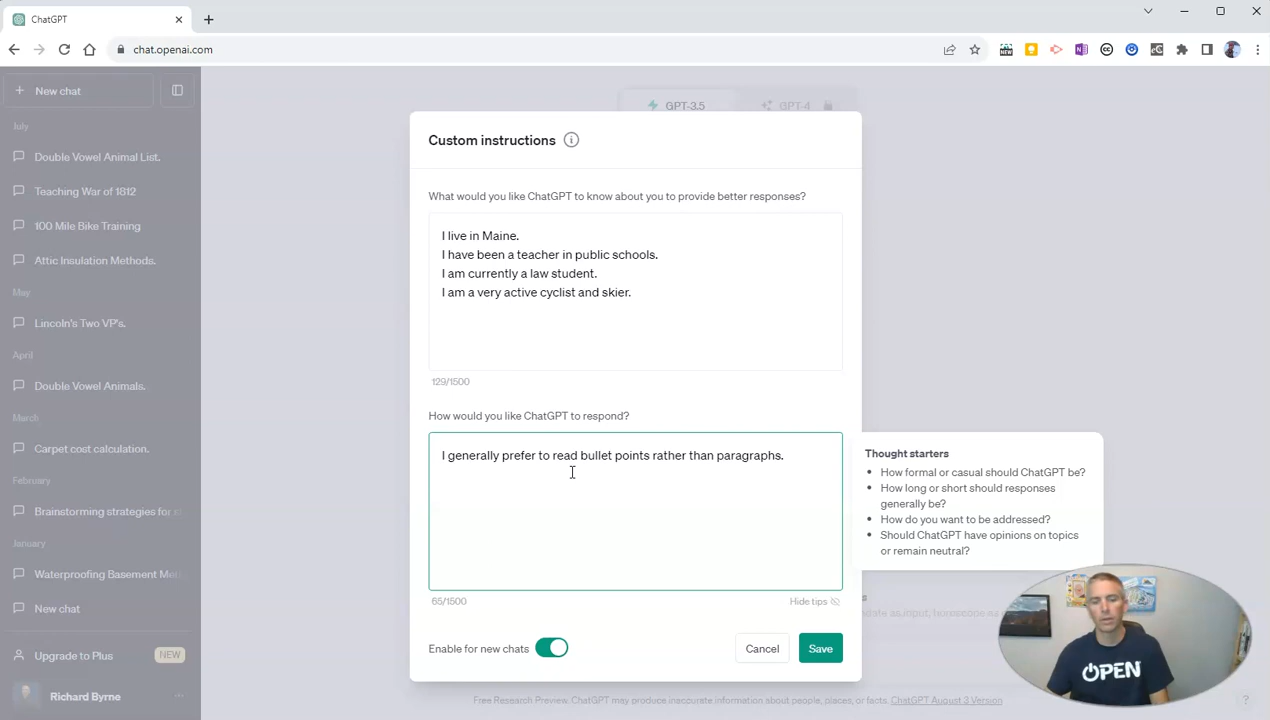 ChatGPT
chat.openai.com
New chat
July
Double Vowel Animal List.
Teaching War of 1812
100 Mile Bike Training
Attic Insulation Methods.
May
Lincoln's Two VP's.
April
Double Vowel Animals.
March
Carpet cost calculation.
February
Brainstorming strategies for
January
Waterproofing Basement
New chat
Upgrade to Plus NEW
Richard Byrne
GPT-3.5 GPT-4
Custom instructions
What would you like ChatGPT to know about you to provide better responses?
I live in Maine.
I have been a teacher in public schools.
I am currently a law student.
I am a very active cyclist and skier.
129/1500
How would you like ChatGPT to respond?
I generally prefer to read bullet points rather than paragraphs.
65/1500 Hide tips
Enable for new chats Cancel Save
Thought starters
• How formal or casual should ChatGPT be?
• How long or short should responses
generally be?
• How do you want to be addressed?
• Should ChatGPT have opinions on topics
or remain neutral?
OPEN
Free Research Preview. ChatGPT may produce inaccurate information about people, places, or facts. ChatGPT August 3 Version
?